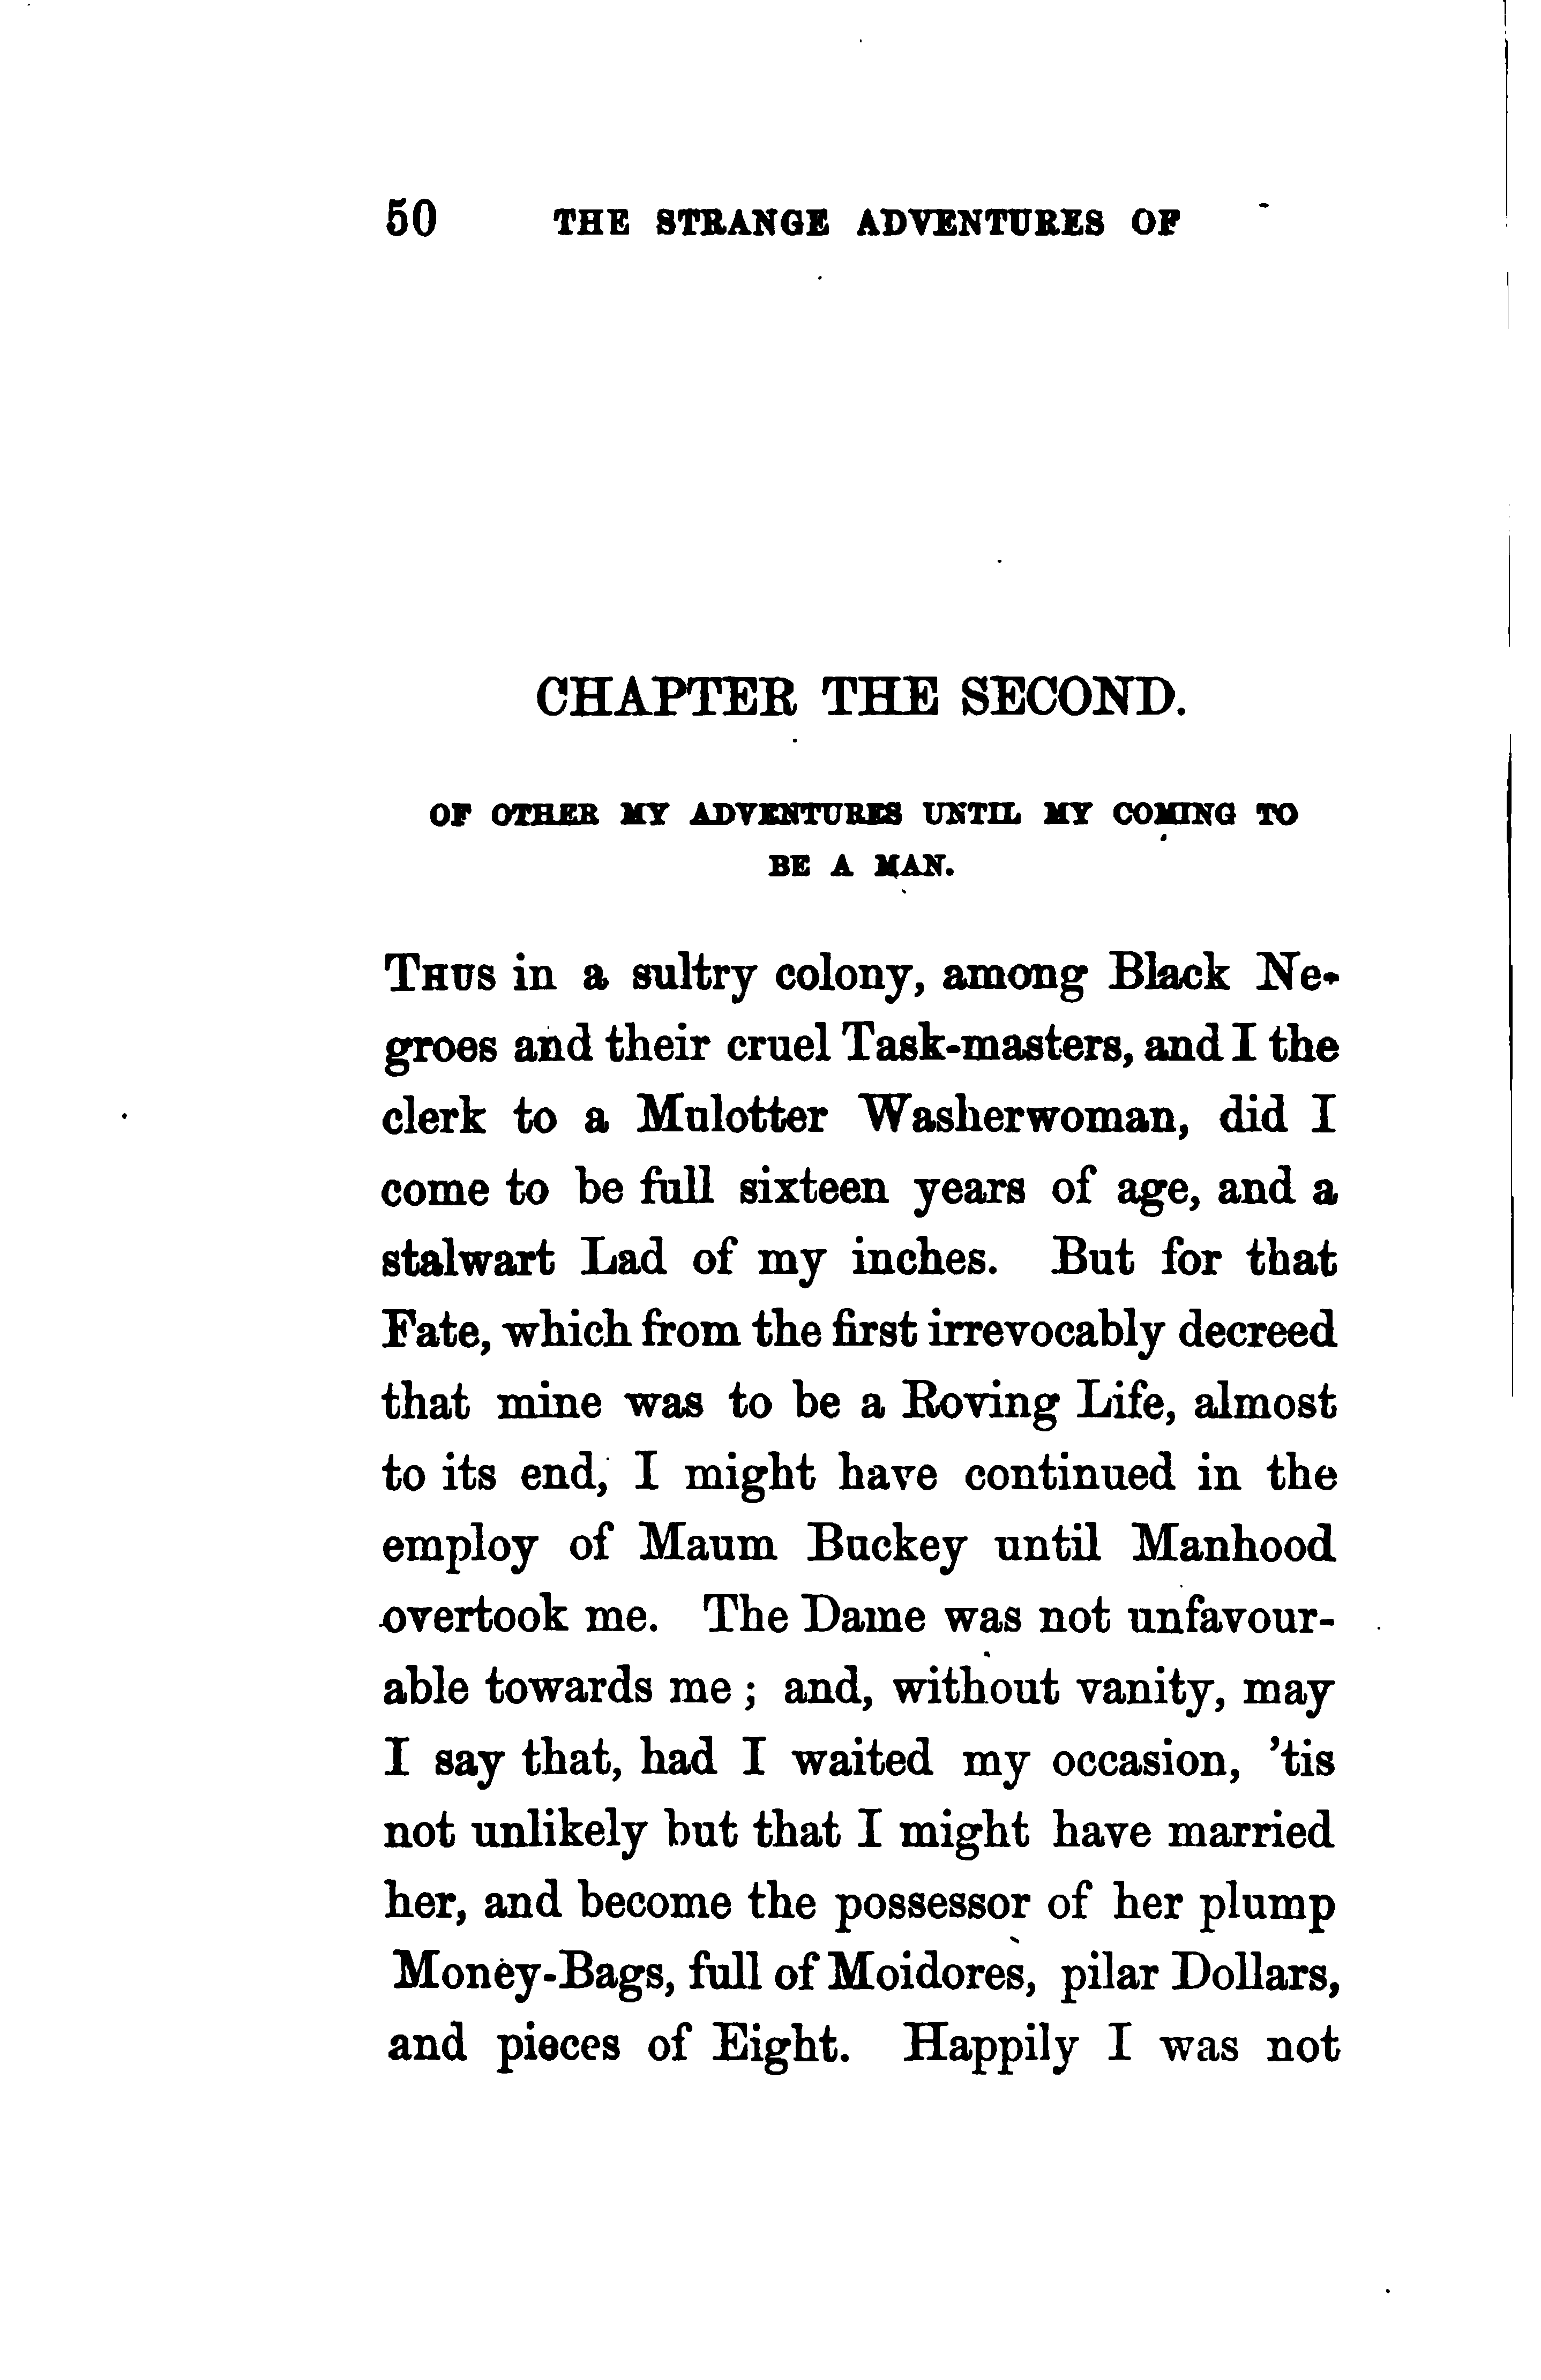 50 THE STRANGE ADVENTURES OF
CHAPTER THE SECOND.
OF OTHER MY ADVENTURES UNTIL MY COMING TO
BE A MAN.
THUS in a sultry colony, among Black Ne-
groes and their cruel Task-masters, and I the
clerk to a Mulotter Washerwoman, did I
come to be full sixteen years of age, and a
stalwart Lad of my inches. But for that
Fate, which from the first irrevocably decreed
that mine was to be a Roving Life, almost
to its end, I might have continued in the
employ of Maum Buckey until Manhood
overtook me. The Dame was not unfavour-
able towards me; and, without vanity, may
I say that, had I waited my occasion, 'tis
not unlikely but that I might have married
her, and become the possessor of her plump
Money-Bags, full of Moidores, pilar Dollars,
and pieces of Eight. Happily I was not